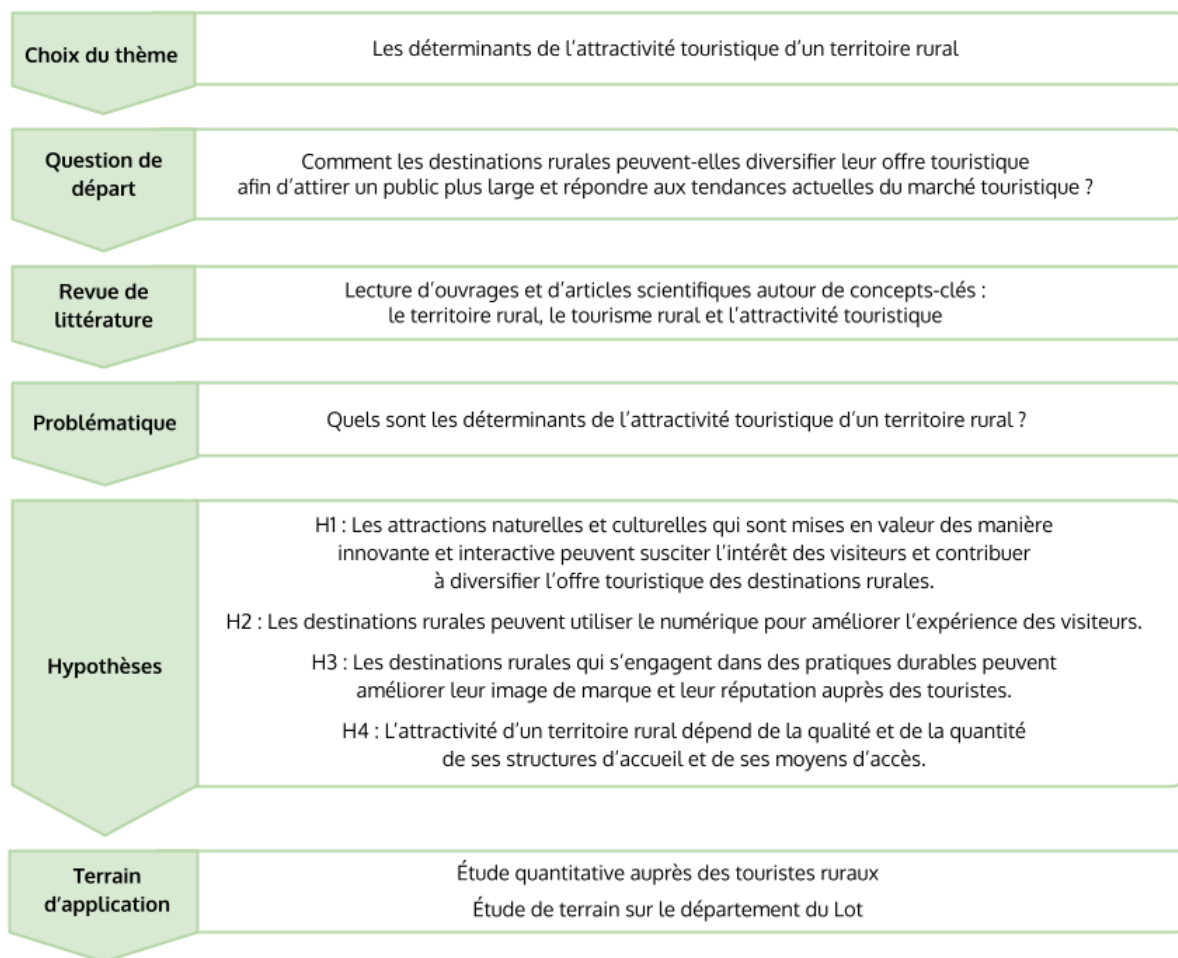 Choix du thème
Les déterminants de l'attractivité touristique d'un territoire rural
Question de
départ
Comment les destinations rurales peuvent-elles diversifier leur offre touristique
afin d'attirer un public plus large et répondre aux tendances actuelles du marché touristique ?
Revue de
littérature
Lecture d'ouvrages et d'articles scientifiques autour de concepts-clés :
le territoire rural, le tourisme rural et l'attractivité touristique
Problématique
Quels sont les déterminants de l'attractivité touristique d'un territoire rural ?
Hypothèses
H1 : Les attractions naturelles et culturelles qui sont mises en valeur des manière
innovante et interactive peuvent susciter l'intérêt des visiteurs et contribuer
à diversifier l'offre touristique des destinations rurales.
H2 : Les destinations rurales peuvent utiliser le numérique pour améliorer l'expérience des visiteurs.
H3 : Les destinations rurales qui s'engagent dans des pratiques durables peuvent
améliorer leur image de marque et leur réputation auprès des touristes.
H4 : L'attractivité d'un territoire rural dépend de la qualité et de la quantité
de ses structures d'accueil et de ses moyens d'accès.
Terrain
d'application
Étude quantitative auprès des touristes ruraux
Étude de terrain sur le département du Lot